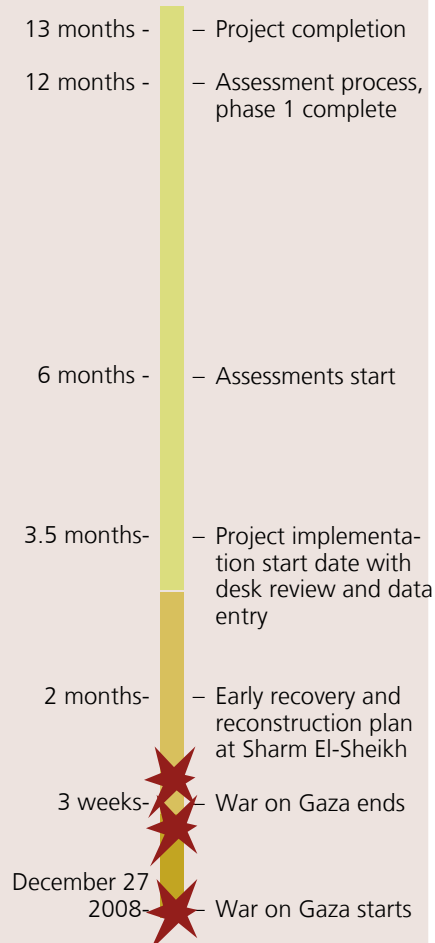 13 months - – Project completion
12 months - – Assessment process,
phase 1 complete
6 months - – Assessments start
3.5 months- – Project implementa-
tion start date with
desk review and data
entry
2 months- – Early recovery and
reconstruction plan
at Sharm El-Sheikh
3 weeks- – War on Gaza ends
December 27
2008- – War on Gaza starts